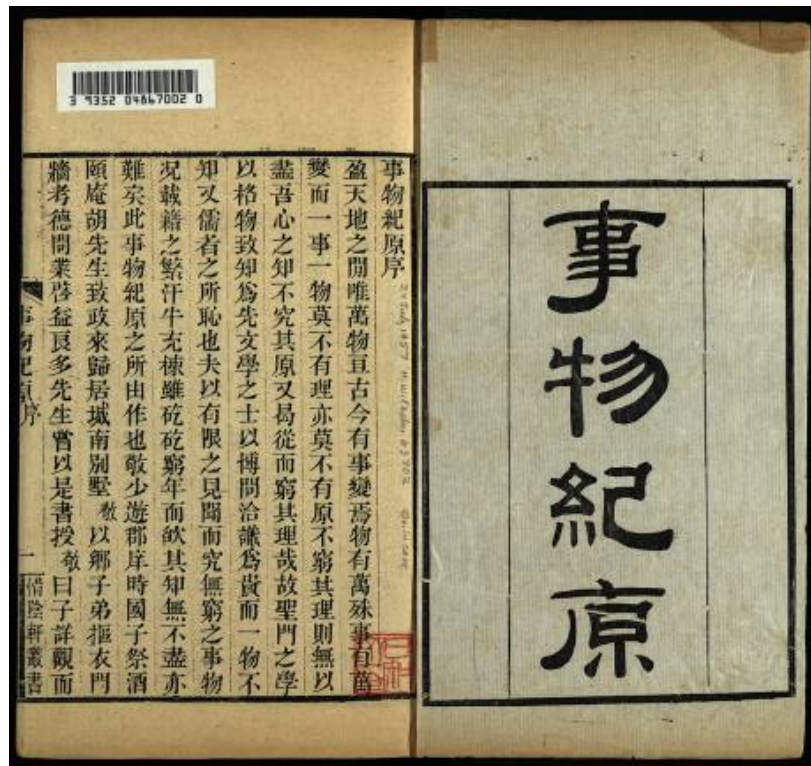 事物紀原
事物紀原序
盈天地之閒唯萬物亘古今有事變焉物有萬殊事有萬
變而一事一物莫不有理亦莫不有原不窮其理則無以
盡吾心之知不究其原又曷從而窮其理哉故聖門之學
以格物致知爲先文學之士以博聞洽識爲貴而一物不
知又儒者之所恥也夫以有限之見聞而究無窮之事物
况載籍之繁汗牛充棟雖矻矻窮年而欲其知無不盡亦
難矣此事物紀原之所由作也敬少遊郡庠時國子祭酒
頤庵胡先生致政來歸居城南別墅敬以鄉子弟摳衣門
牆考德問業啓益良多先生嘗以是書授敬曰子詳觀而
事物紀原序 一 惜陰軒叢書
3 9352 04867002 0